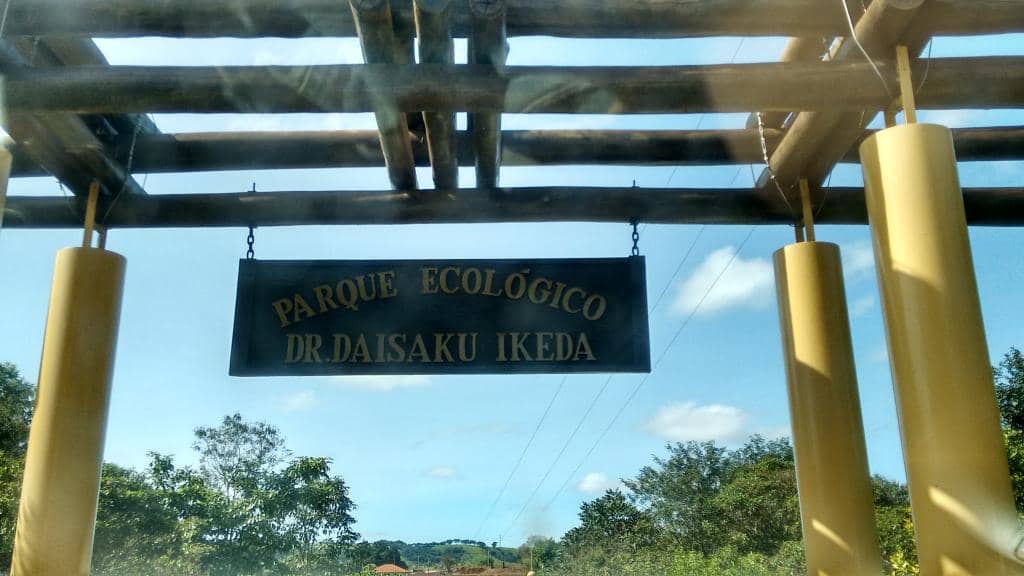 PARQUE ECOLÓGICO
DR.DAISAKU IKEDA